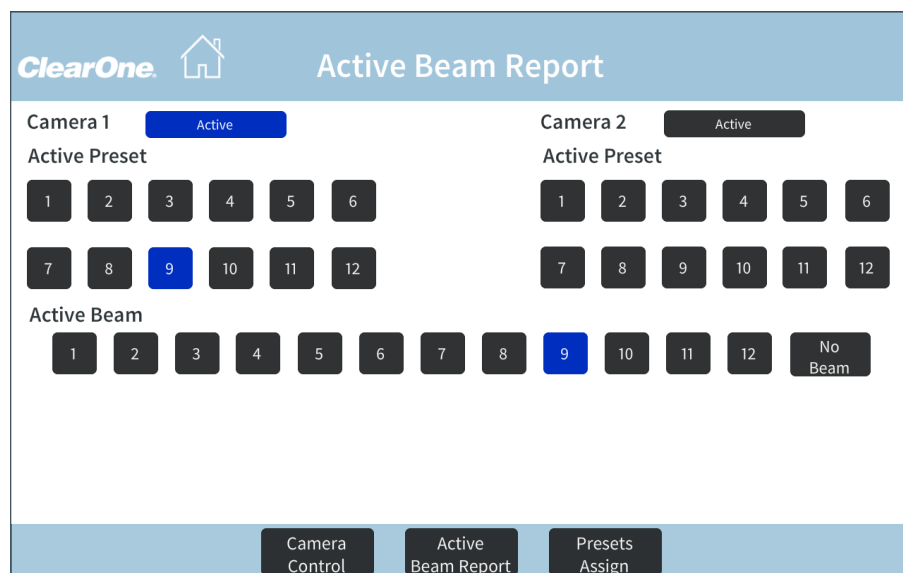 ClearOne. Active Beam Report
Camera 1 Active Camera 2 Active
Active Preset Active Preset
1 2 3 4 5 6 1 2 3 4 5 6
7 8 9 10 11 12 7 8 9 10 11 12
Active Beam
1 2 3 4 5 6 7 8 9 10 11 12 No Beam
Camera Control Active Beam Report Presets Assign